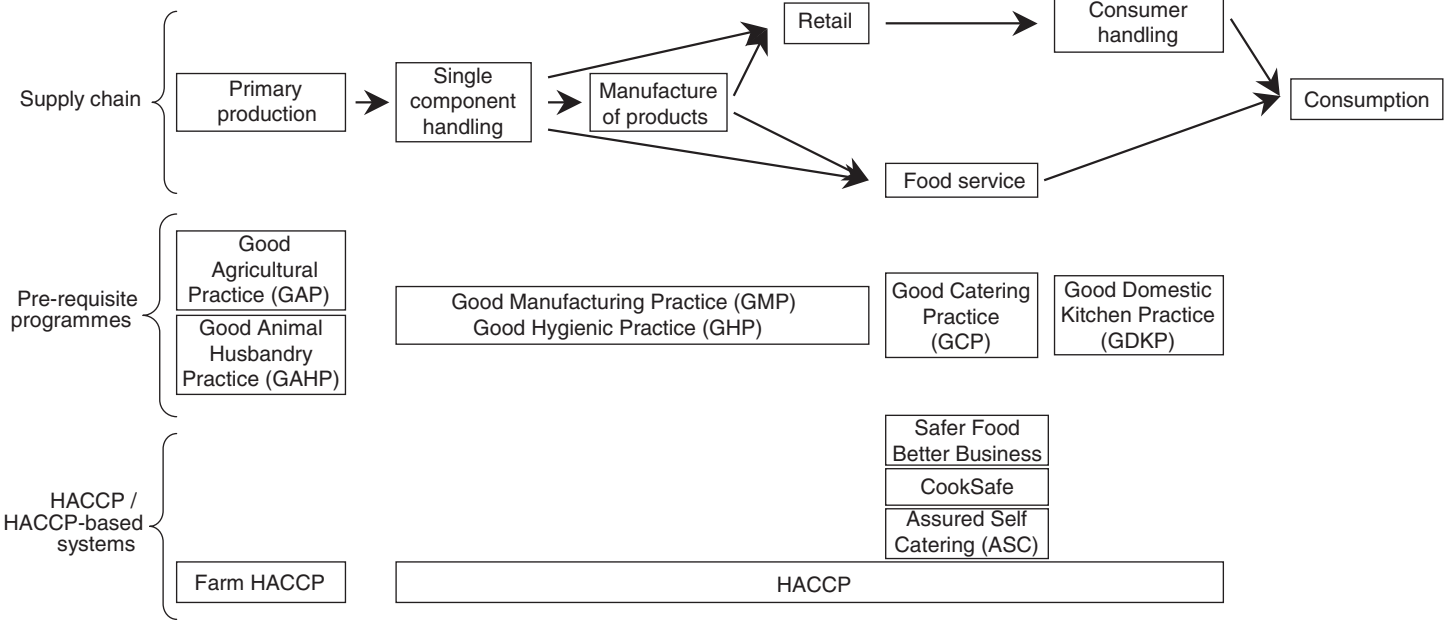 Supply chain
Primary
production
Single
component
handling
Manufacture
of products
Retail
Consumer
handling
Food service
Consumption
Pre-requisite
programmes
Good
Agricultural
Practice (GAP)
Good Animal
Husbandry
Practice (GAHP)
Good Manufacturing Practice (GMP)
Good Hygienic Practice (GHP)
Good Catering
Practice
(GCP)
Good Domestic
Kitchen Practice
(GDKP)
HACCP /
HACCP-based
systems
Safer Food
Better Business
CookSafe
Assured Self
Catering (ASC)
Farm HACCP
HACCP